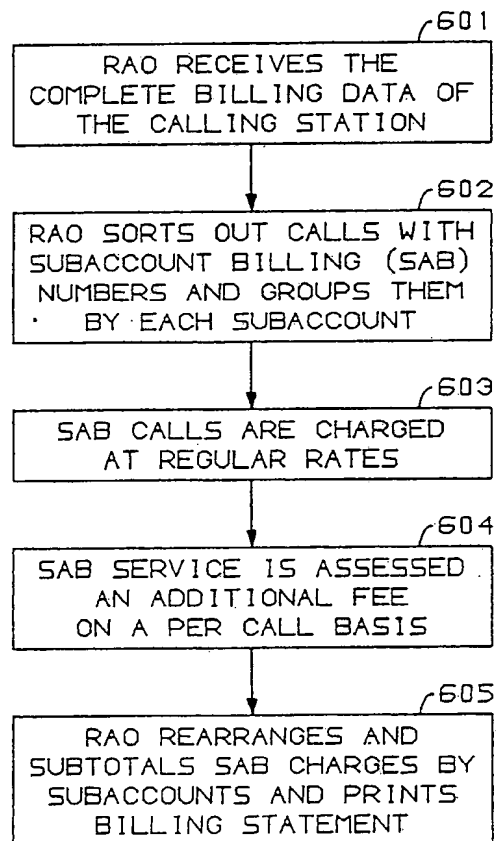 601
RAO RECEIVES THE
COMPLETE BILLING DATA OF
THE CALLING STATION
602
RAO SORTS OUT CALLS WITH
SUBACCOUNT BILLING (SAB)
NUMBERS AND GROUPS THEM
BY EACH SUBACCOUNT
603
SAB CALLS ARE CHARGED
AT REGULAR RATES
604
SAB SERVICE IS ASSESSED
AN ADDITIONAL FEE
ON A PER CALL BASIS
605
RAO REARRANGES AND
SUBTOTALS SAB CHARGES BY
SUBACCOUNTS AND PRINTS
BILLING STATEMENT